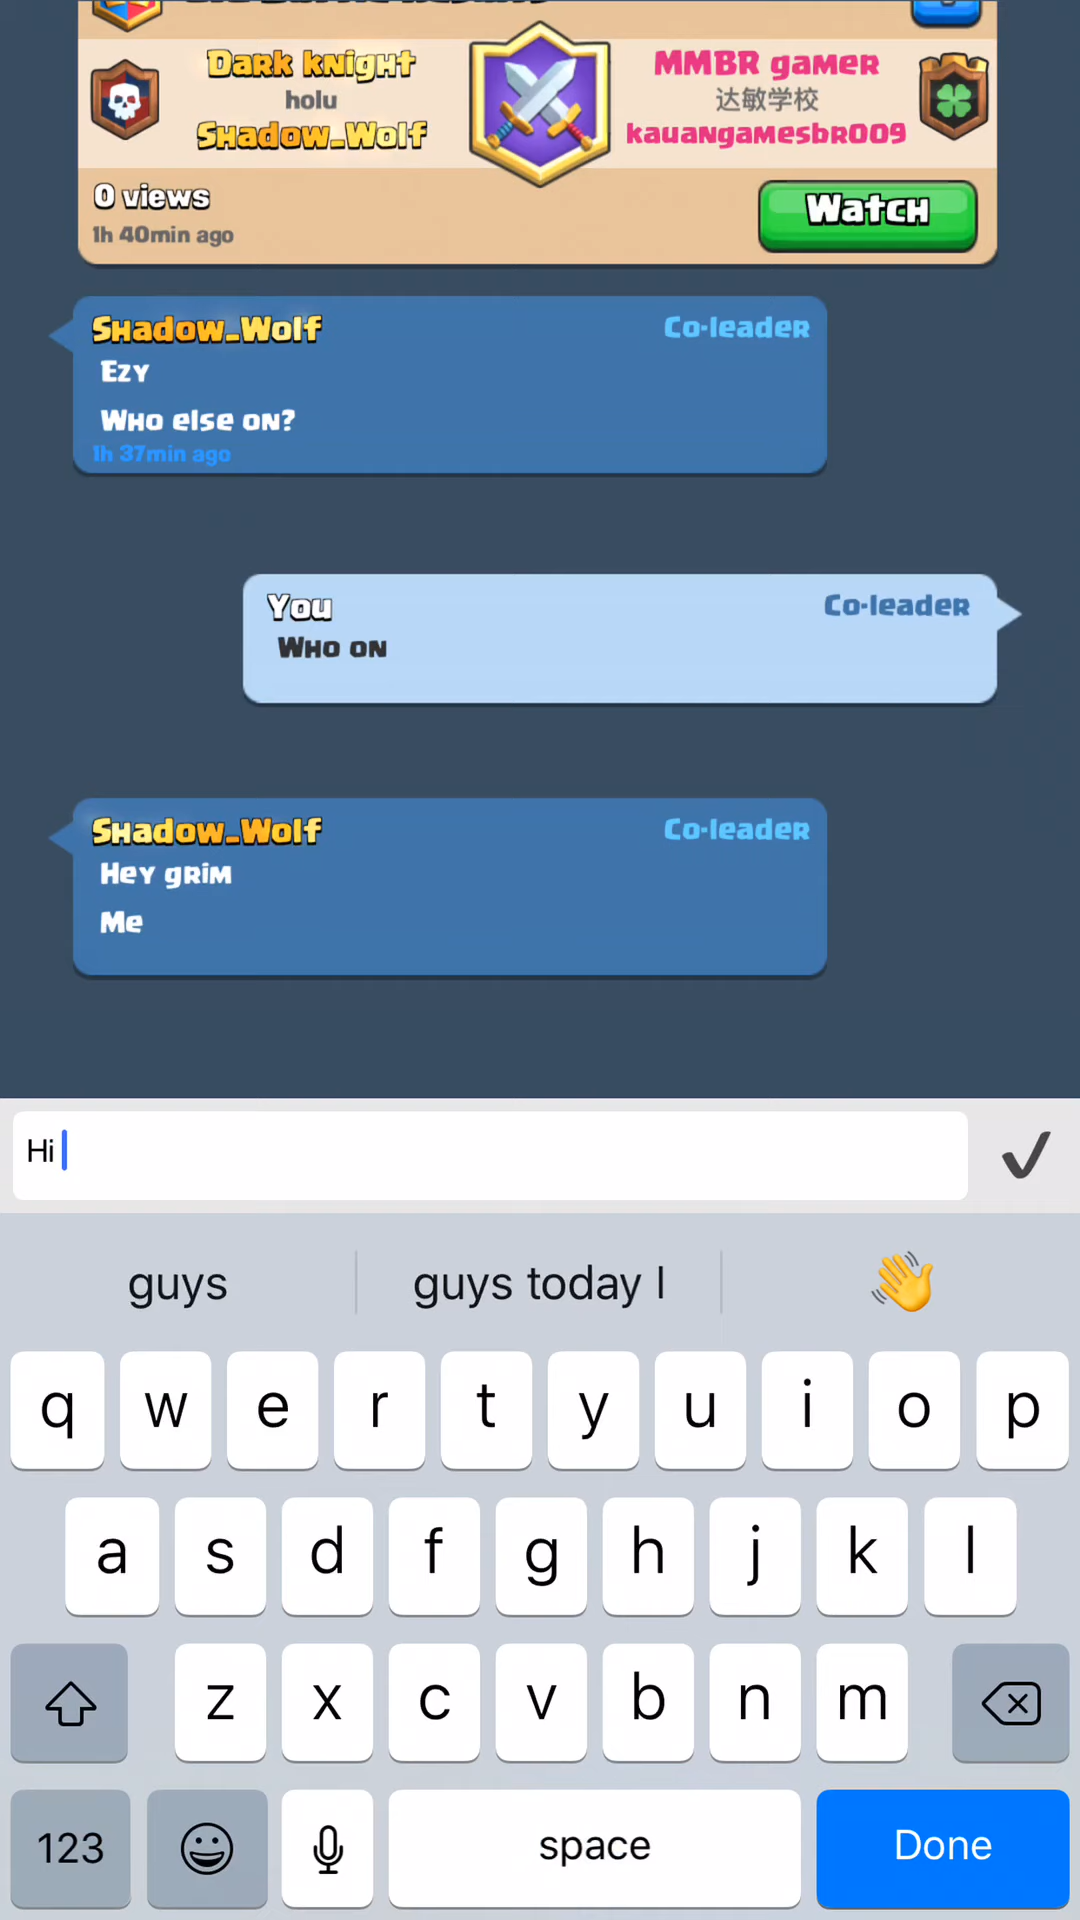 Dark knight
holu
Shadow_Wolf
MMBR gamer
达敏学校
kauangamesbr009
0 views
1h 40min ago
Watch
Shadow_Wolf
Co-leader
Ezy
Who else on?
1h 37min ago
You
Co-leader
Who on
Shadow_Wolf
Co-leader
Hey grim
Me
Hi
guys
guys today I
q w e r t y u i o p
a s d f g h j k l
z x c v b n m
123
space
Done